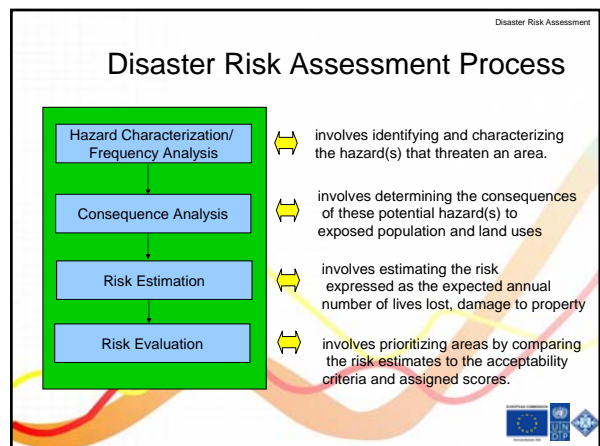 Disaster Risk Assessment
Disaster Risk Assessment Process
Hazard Characterization/
Frequency Analysis
involves identifying and characterizing
the hazard(s) that threaten an area.
Consequence Analysis
involves determining the consequences
of these potential hazard(s) to
exposed population and land uses
Risk Estimation
involves estimating the risk
expressed as the expected annual
number of lives lost, damage to property
Risk Evaluation
involves prioritizing areas by comparing
the risk estimates to the acceptability
criteria and assigned scores.
EUROPEAN COMMISSION
U N
D P